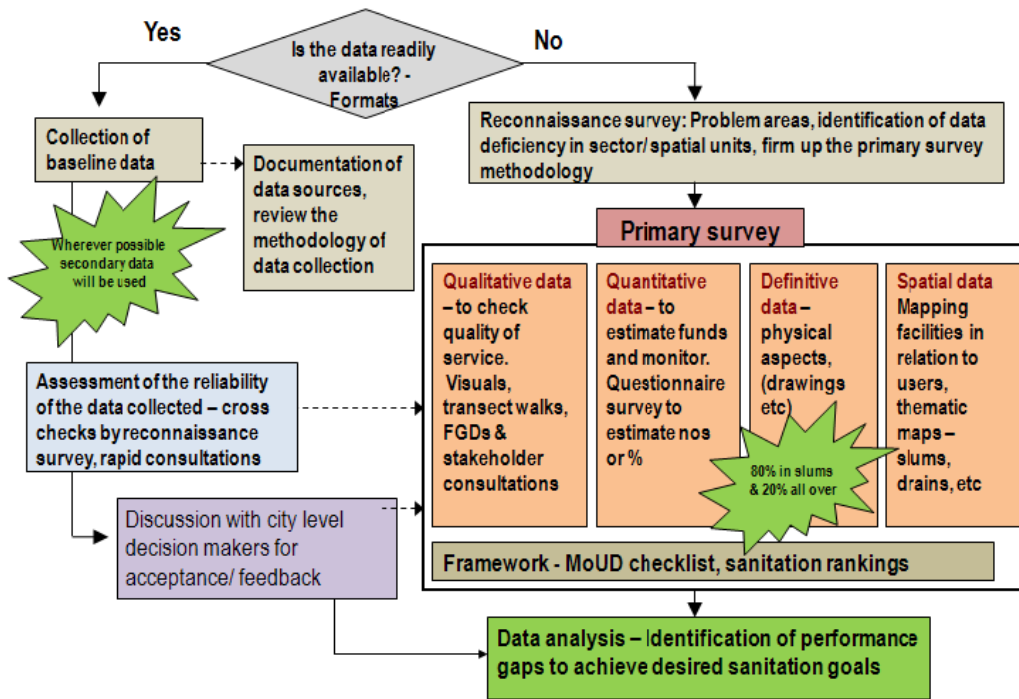 Yes
Is the data readily
available? -
Formats
No
Collection of
baseline data
Documentation of
data sources,
review the
methodology of
data collection
Wherever possible
secondary data
will be used
Assessment of the reliability
of the data collected – cross
checks by reconnaissance
survey, rapid consultations
Discussion with city level
decision makers for
acceptance/ feedback
Reconnaissance survey: Problem areas, identification of data
deficiency in sector/ spatial units, firm up the primary survey
methodology
Primary survey
Qualitative data
– to check
quality of
service.
Visuals,
transect walks,
FGDs &
stakeholder
consultations
Quantitative
data – to
estimate funds
and monitor.
Questionnaire
survey to
estimate nos
or %
Definitive
data –
physical
aspects,
(drawings
etc)
80% in slums
& 20% all over
Spatial data
Mapping
facilities in
relation to
users,
thematic
maps –
slums,
drains, etc
Framework - MoUD checklist, sanitation rankings
Data analysis – Identification of performance
gaps to achieve desired sanitation goals